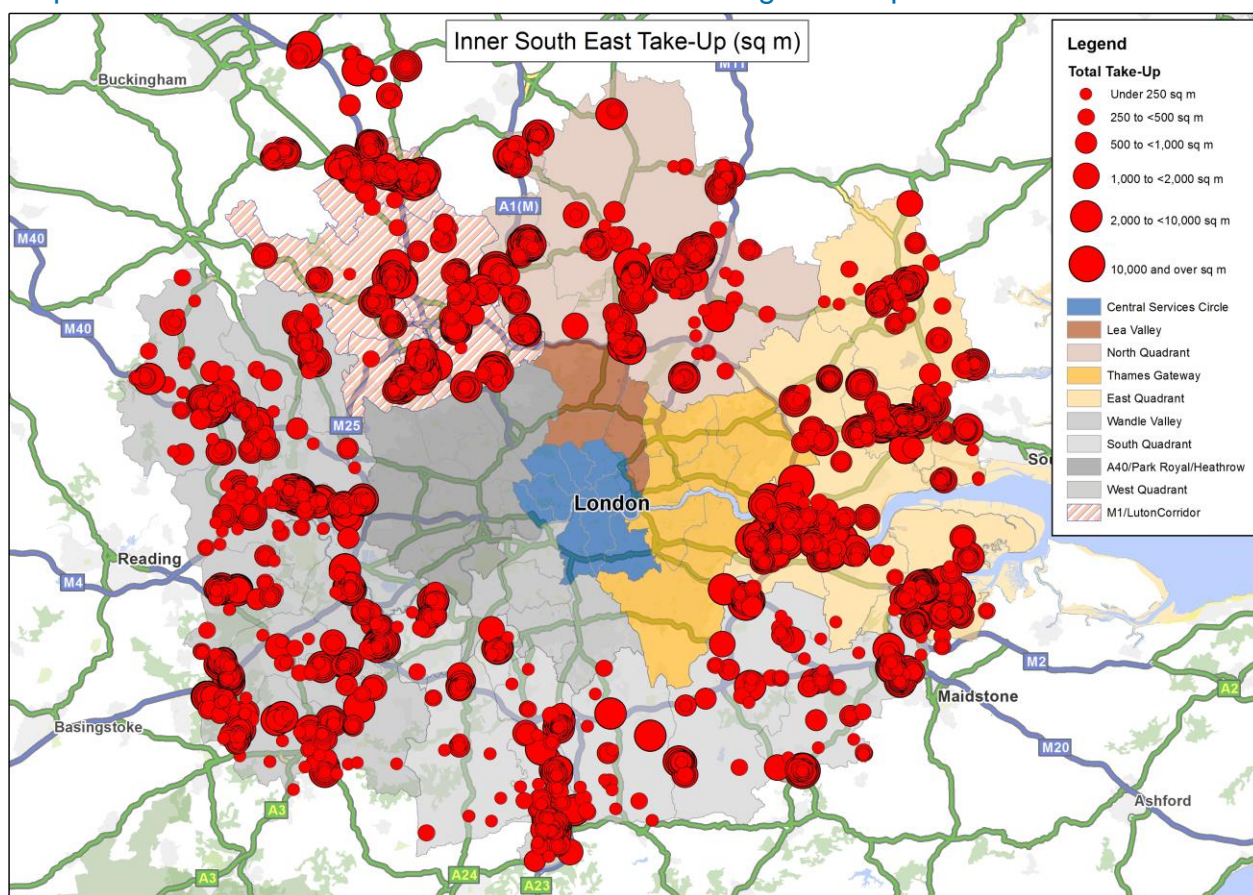 Inner South East Take-Up (sq m)
Legend
Total Take-Up
Under 250 sq m
250 to <500 sq m
500 to <1,000 sq m
1,000 to <2,000 sq m
2,000 to <10,000 sq m
10,000 and over sq m
Central Services Circle
Lea Valley
North Quadrant
Thames Gateway
East Quadrant
Wandle Valley
South Quadrant
A40/Park Royal/Heathrow
West Quadrant
M1/LutonCorridor
Buckingham
M11
A1(M)
M40
M40
M25
London
Reading
M4
M2
Maidstone
A2
Basingstoke
M20
Ashford
A3
A3
A24
A23